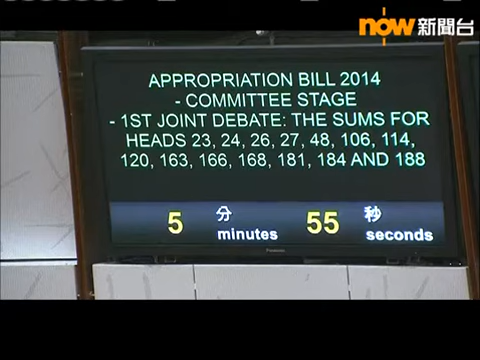 now 新聞台
APPROPRIATION BILL 2014
- COMMITTEE STAGE
- 1ST JOINT DEBATE: THE SUMS FOR
HEADS 23, 24, 26, 27, 48, 106, 114,
120, 163, 166, 168, 181, 184 AND 188
5 分 minutes 55 秒 seconds
Panasonic